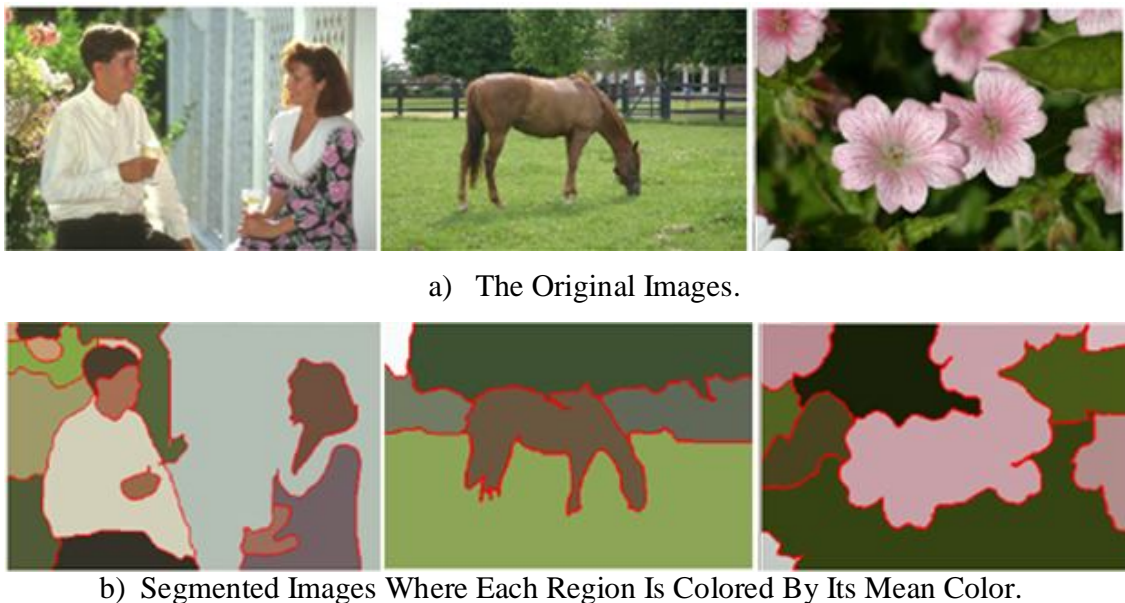 a) The Original Images.
b) Segmented Images Where Each Region Is Colored By Its Mean Color.